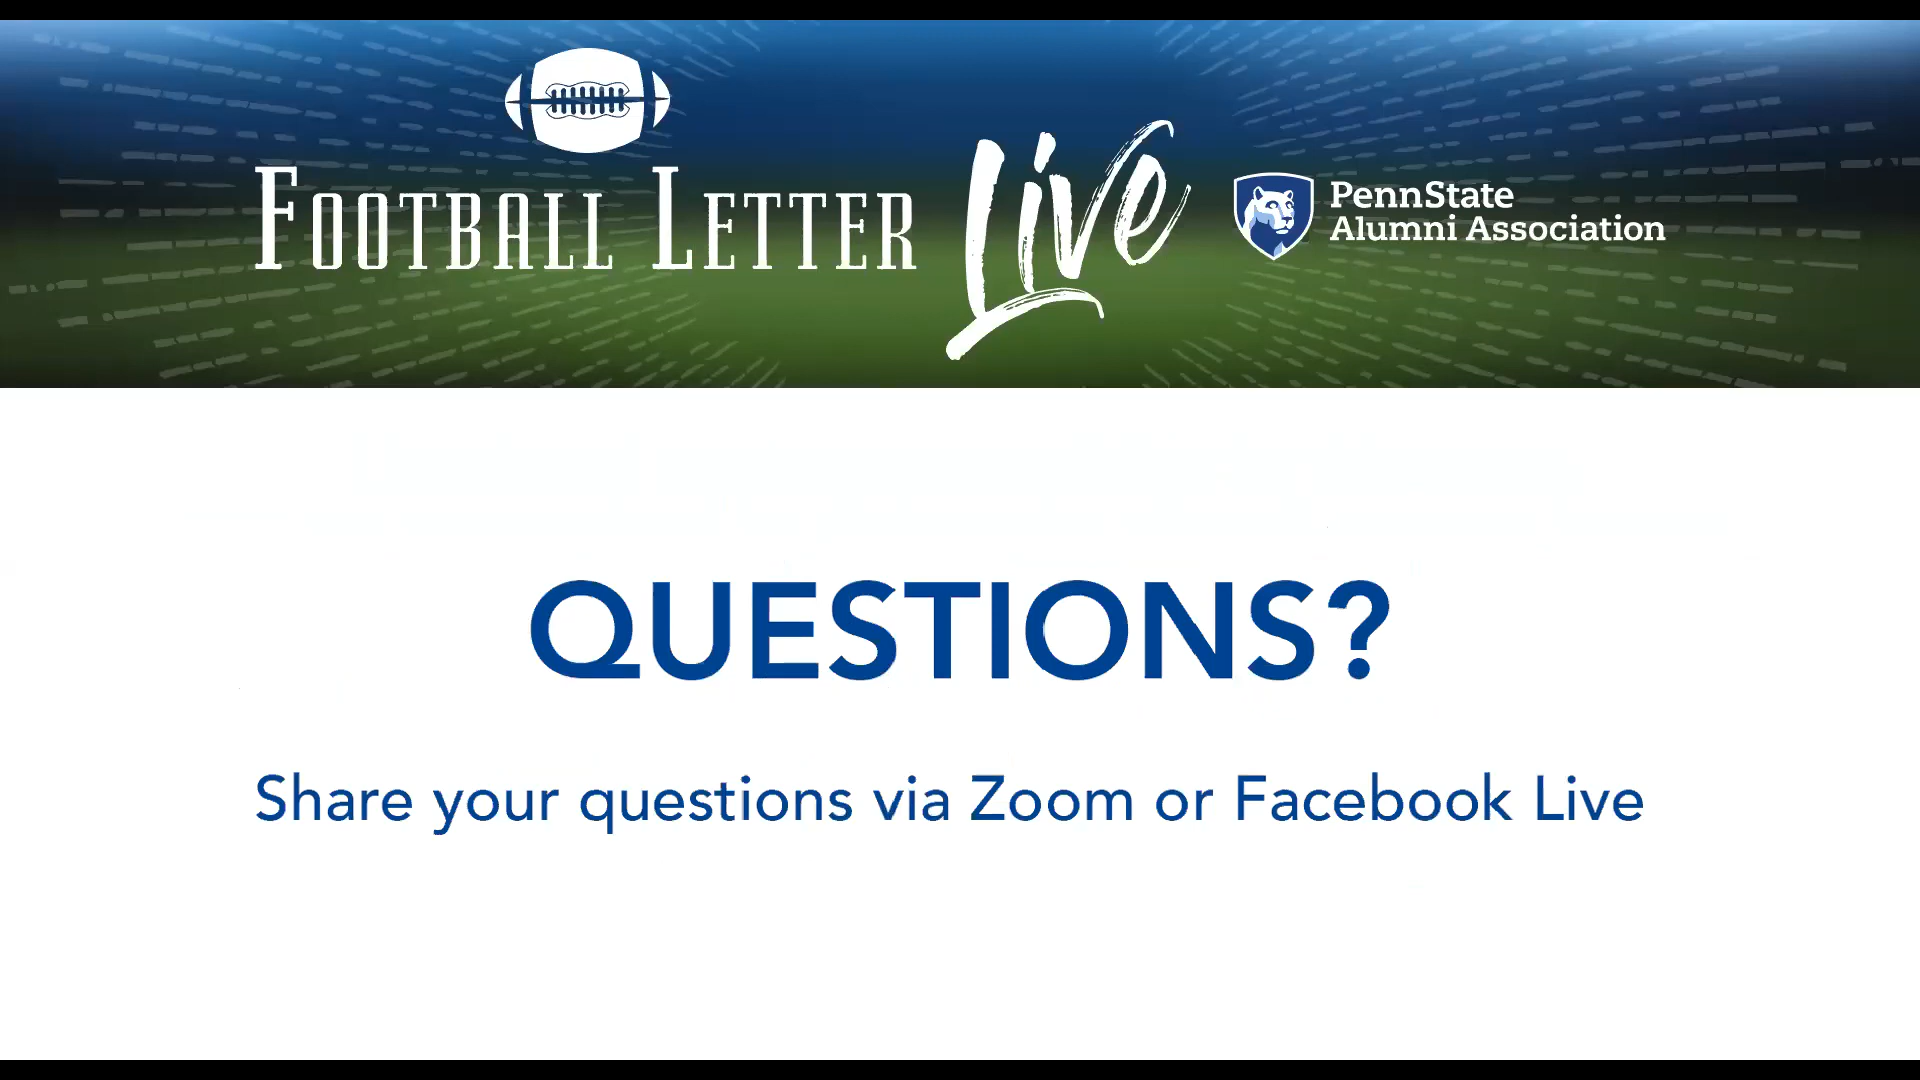 FOOTBALL LETTER Live
PennState
Alumni Association
QUESTIONS?
Share your questions via Zoom or Facebook Live